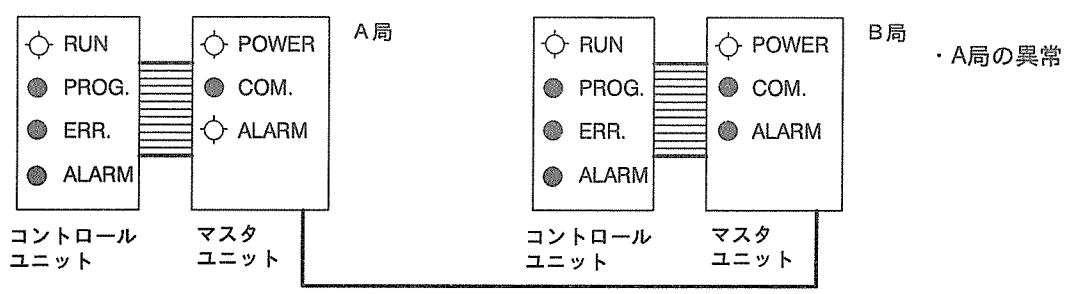 RUN
PROG.
ERR.
ALARM
コントロール
ユニット
POWER
COM.
ALARM
マスタ
ユニット
A局
RUN
PROG.
ERR.
ALARM
コントロール
ユニット
POWER
COM.
ALARM
マスタ
ユニット
B局
・A局の異常